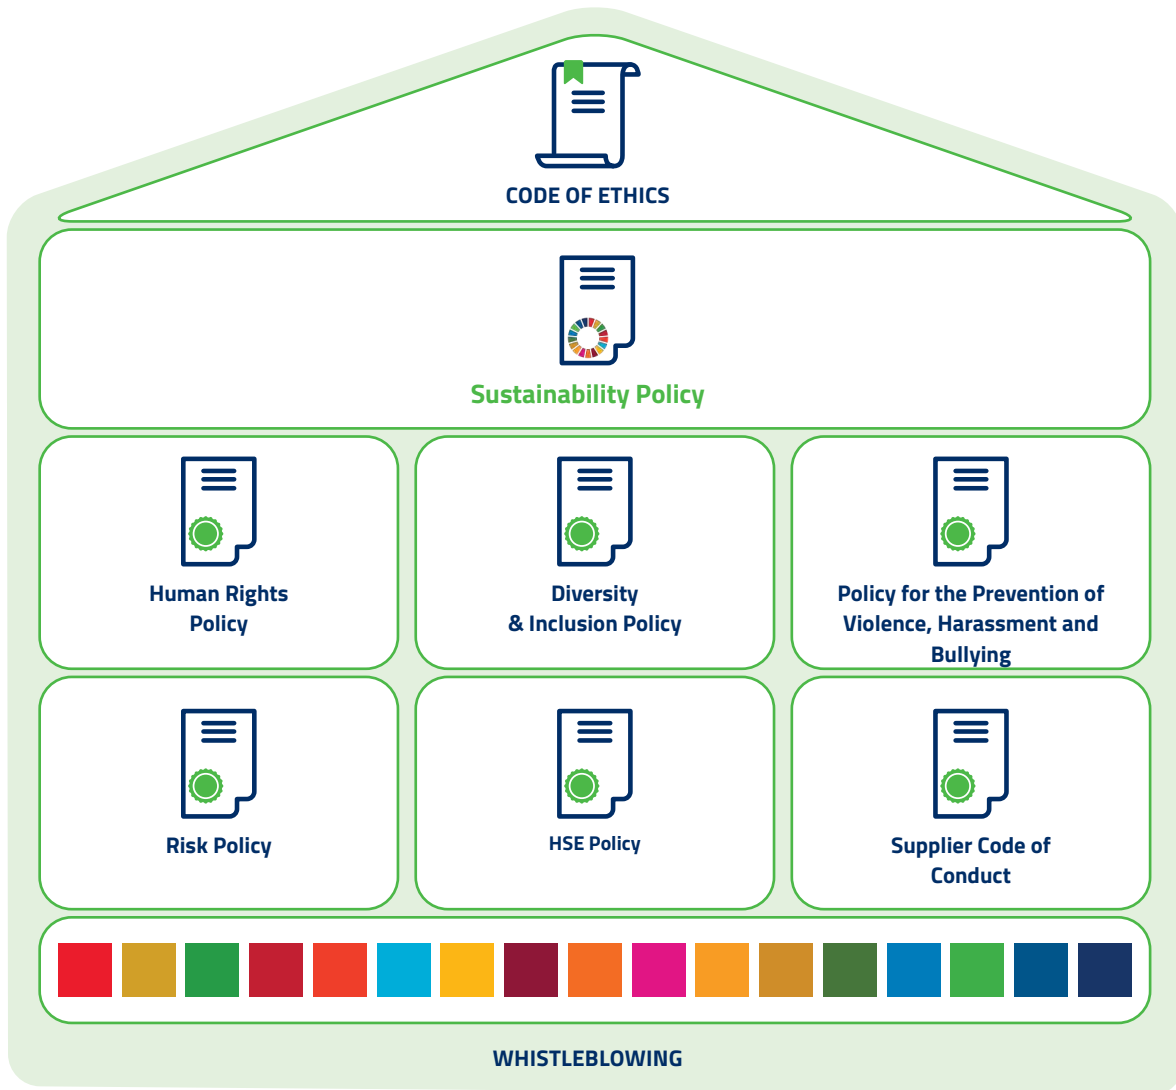 CODE OF ETHICS
Sustainability Policy
Human Rights
Policy
Diversity
& Inclusion Policy
Policy for the Prevention of
Violence, Harassment and
Bullying
Risk Policy
HSE Policy
Supplier Code of
Conduct
WHISTLEBLOWING